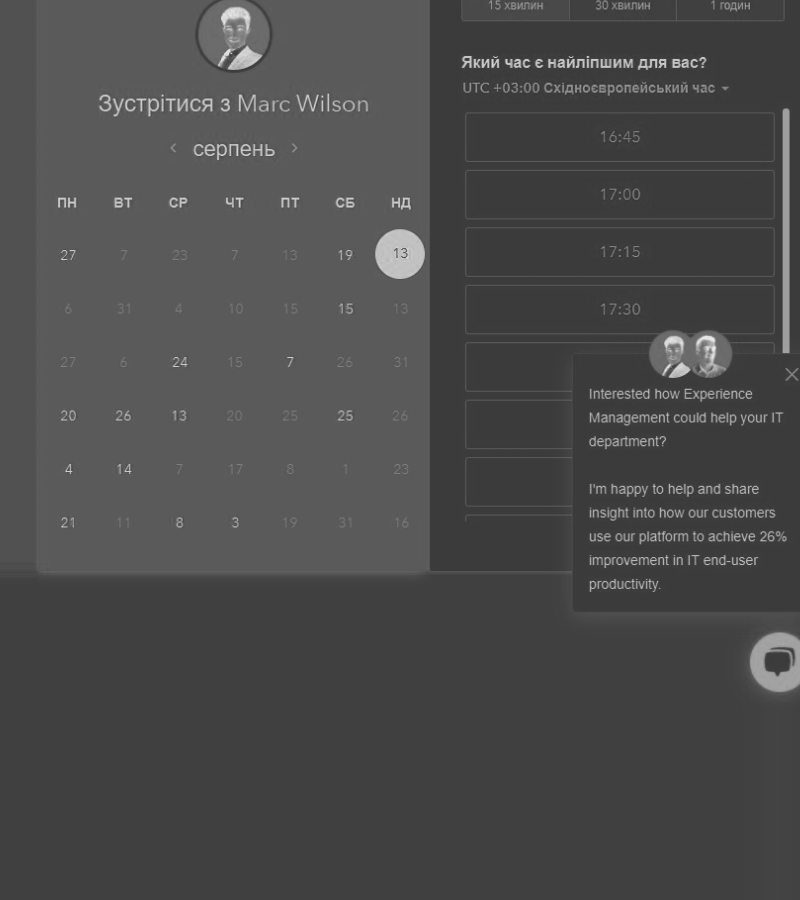 15 хвилин 30 хвилин 1 годин
Зустрітися з Marc Wilson
серпень
ПН ВТ СР ЧТ ПТ СБ НД
27 7 23 7 13 19 13
6 31 4 10 15 15 13
27 6 24 15 7 26 31
20 26 13 20 25 25 26
4 14 7 17 8 1 23
21 11 8 3 19 31 16
Який час є найліпшим для вас?
UTC +03:00 Східноєвропейський час
16:45
17:00
17:15
17:30
Interested how Experience
Management could help your IT
department?
I'm happy to help and share
insight into how our customers
use our platform to achieve 26%
improvement in IT end-user
productivity.